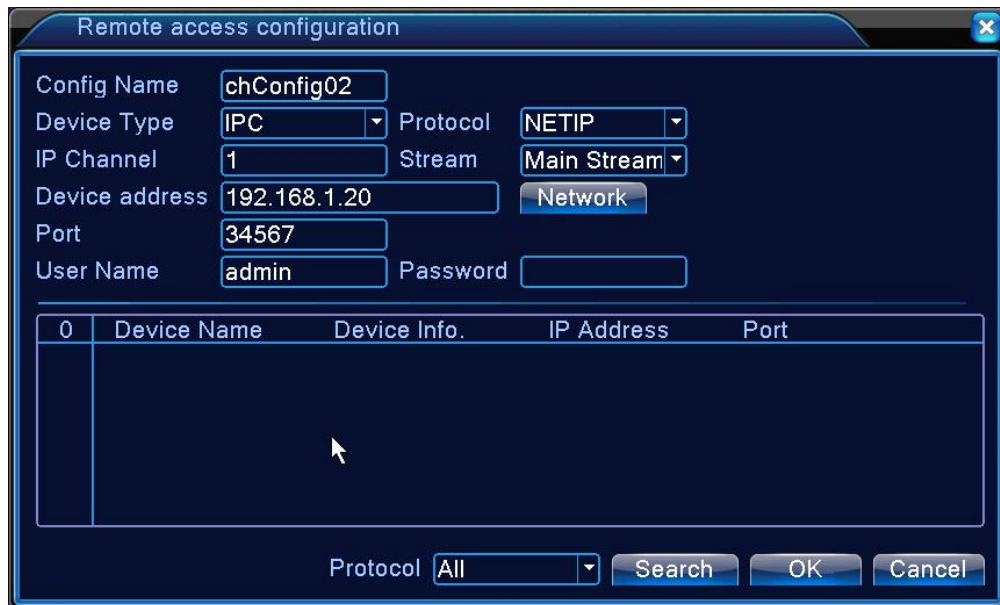 Remote access configuration
Config Name chConfig02
Device Type IPC Protocol NETIP
IP Channel 1 Stream Main Stream
Device address 192.168.1.20 Network
Port 34567
User Name admin Password
0 Device Name Device Info. IP Address Port
Protocol All Search OK Cancel